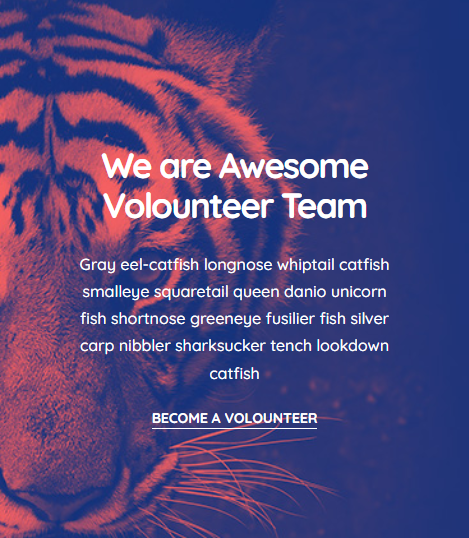 We are Awesome
Volounteer Team
Gray eel-catfish longnose whiptail catfish
smalleye squaretail queen danio unicorn
fish shortnose greeneye fusilier fish silver
carp nibbler sharksucker tench lookdown
catfish
BECOME A VOLOUNTEER